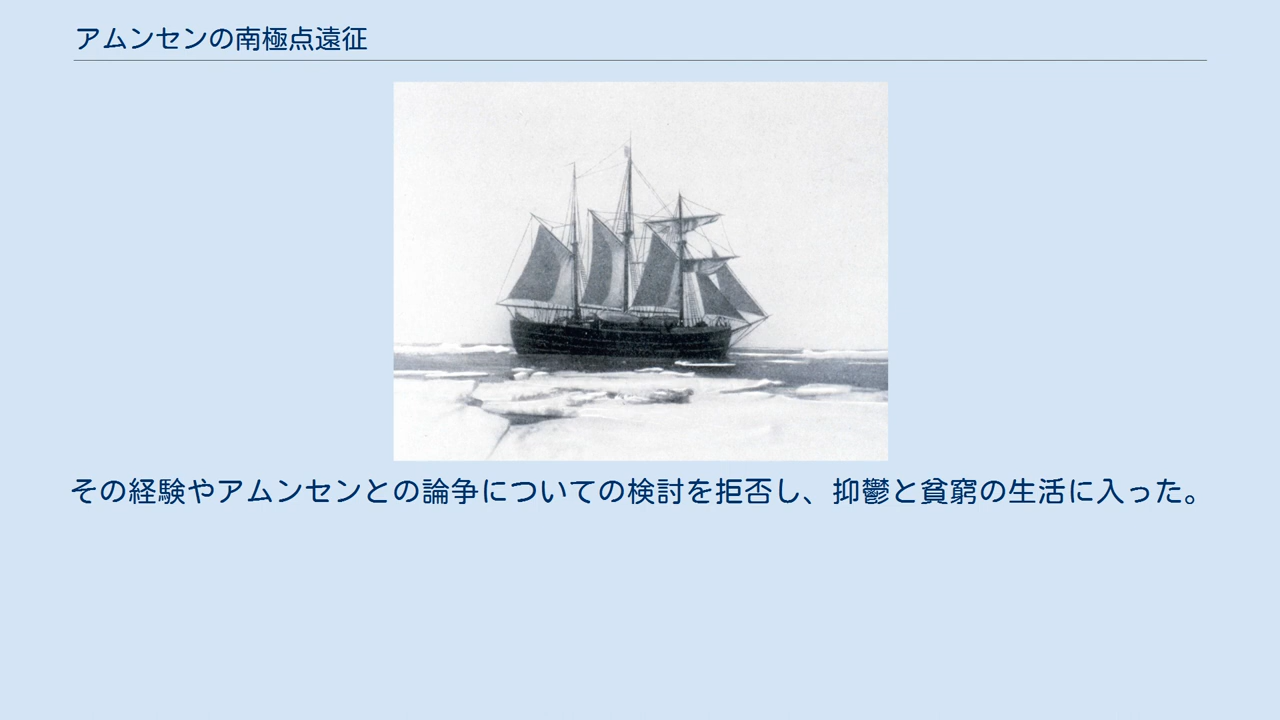 アムンセンの南極点遠征
その経験やアムンセンとの論争についての検討を拒否し、抑鬱と貧窮の生活に入った。